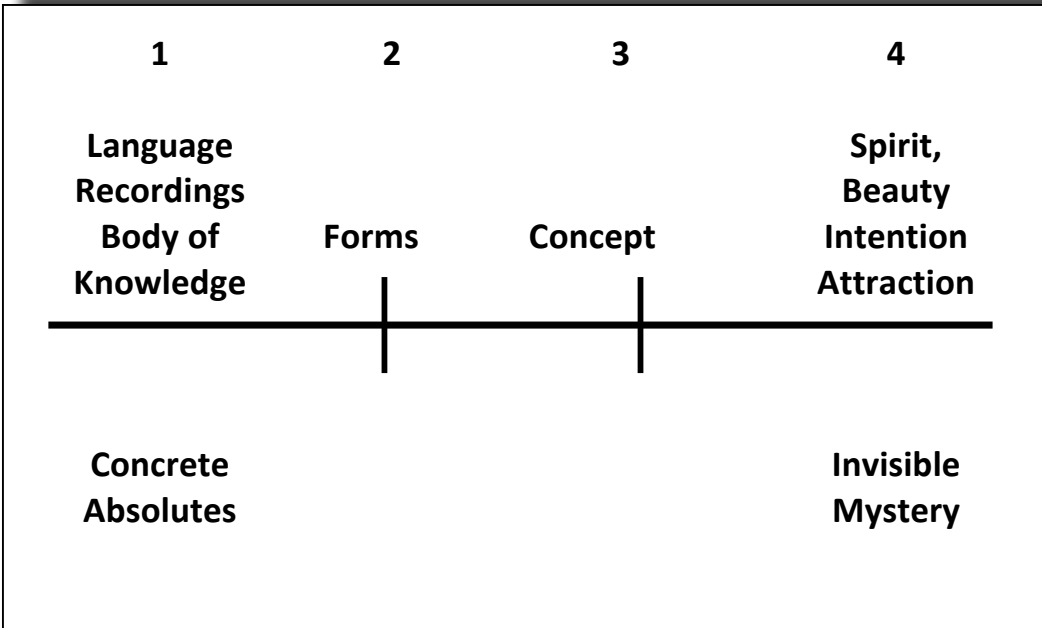 1 2 3 4
Language
Recordings
Body of
Knowledge
Forms
Concept
Spirit,
Beauty
Intention
Attraction
Concrete
Absolutes
Invisible
Mystery